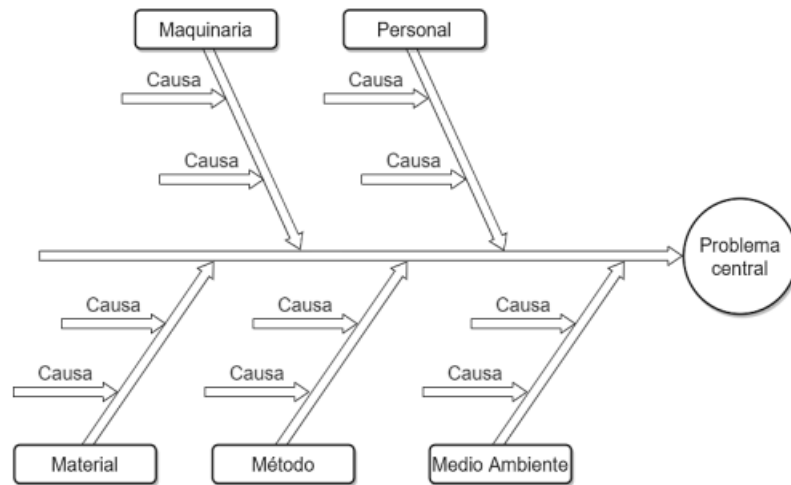 Maquinaria
Personal
Causa
Causa
Causa
Causa
Problema
central
Causa
Causa
Causa
Causa
Causa
Causa
Material
Método
Medio Ambiente